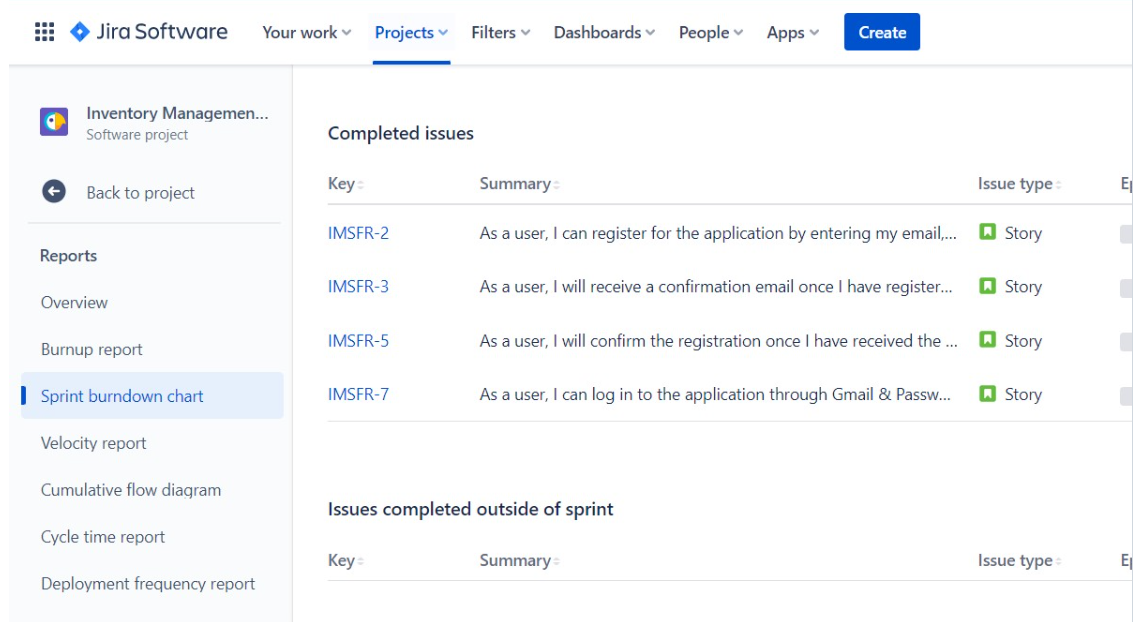 Jira Software Your work Projects Filters Dashboards People Apps Create
Inventory Managemen...
Software project
Back to project
Reports
Overview
Burnup report
Sprint burndown chart
Velocity report
Cumulative flow diagram
Cycle time report
Deployment frequency report
Completed issues
Key Summary Issue type
IMSFR-2 As a user, I can register for the application by entering my email,... Story
IMSFR-3 As a user, I will receive a confirmation email once I have register... Story
IMSFR-5 As a user, I will confirm the registration once I have received the ... Story
IMSFR-7 As a user, I can log in to the application through Gmail & Passw... Story
Issues completed outside of sprint
Key Summary Issue type